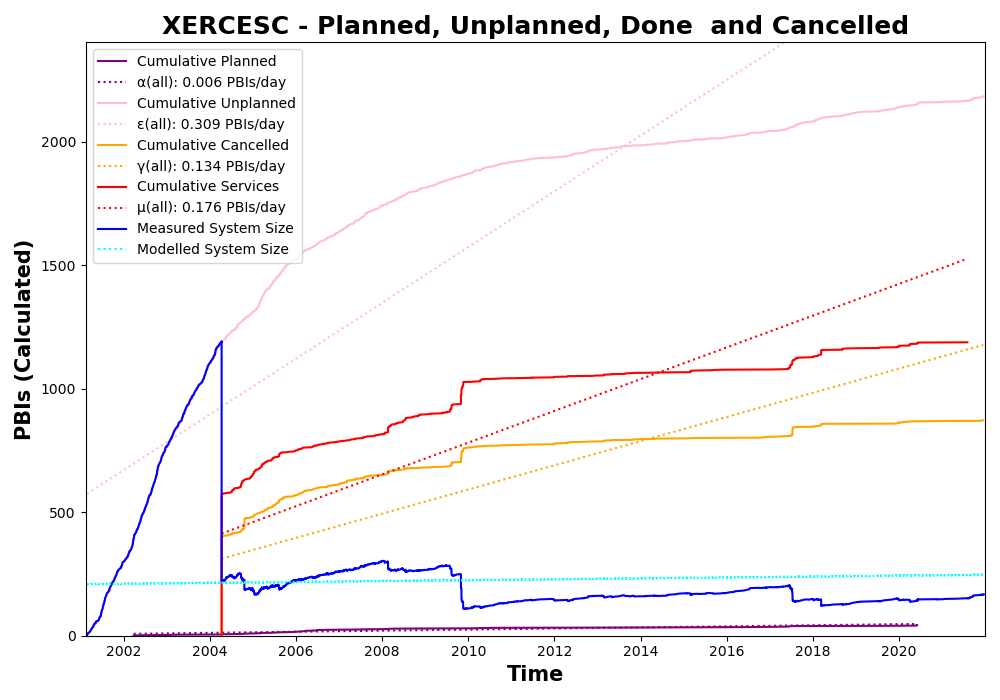 XERCESC - Planned, Unplanned, Done  and Cancelled
Cumulative Planned
α(all): 0.006 PBIs/day
Cumulative Unplanned
ε(all): 0.309 PBIs/day
Cumulative Cancelled
γ(all): 0.134 PBIs/day
Cumulative Services
μ(all): 0.176 PBIs/day
Measured System Size
Modelled System Size
PBIs (Calculated)
2000
1500
1000
500
0
2002 2004 2006 2008 2010 2012 2014 2016 2018 2020
Time